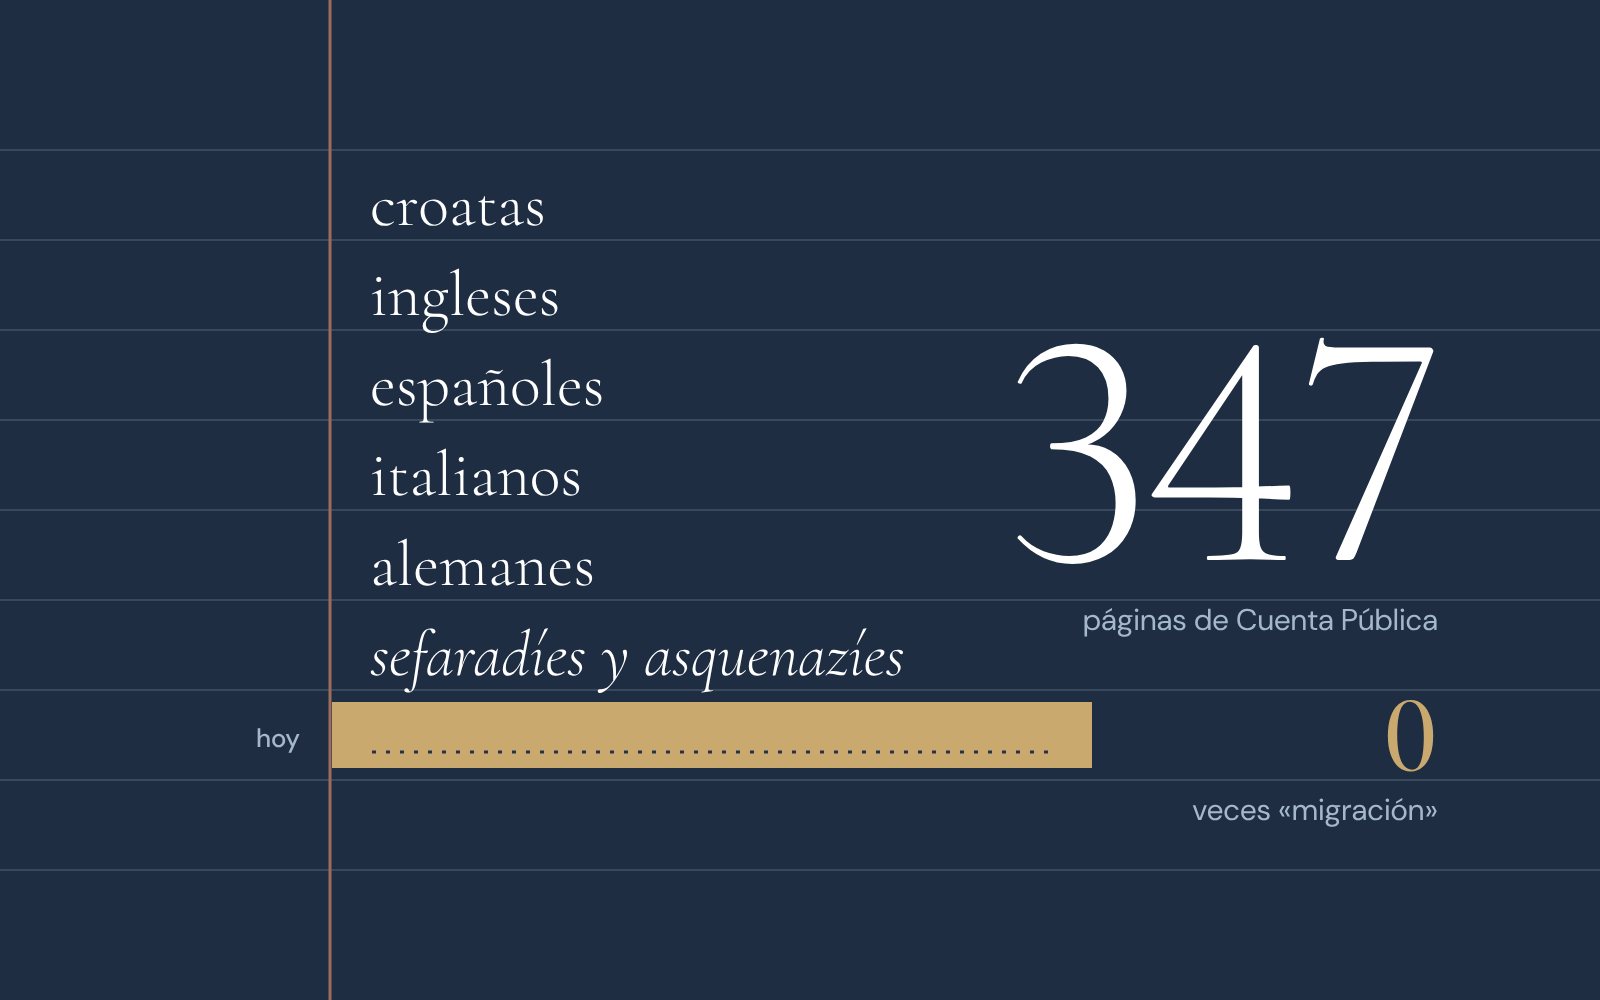 croatas
ingleses
españoles
italianos
alemanes
sefaradíes y asquenazíes
hoy
347
páginas de Cuenta Pública
0
veces «migración»